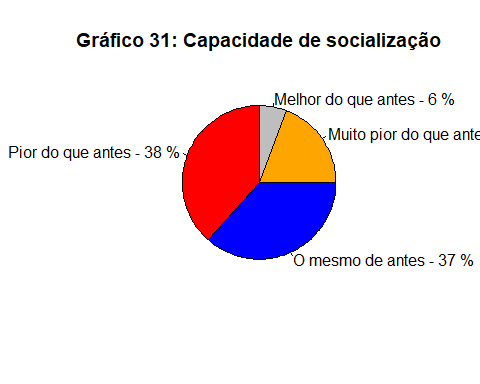 Gráfico 31: Capacidade de socialização
Melhor do que antes - 6 %
Muito pior do que ante
Pior do que antes - 38 %
O mesmo de antes - 37 %